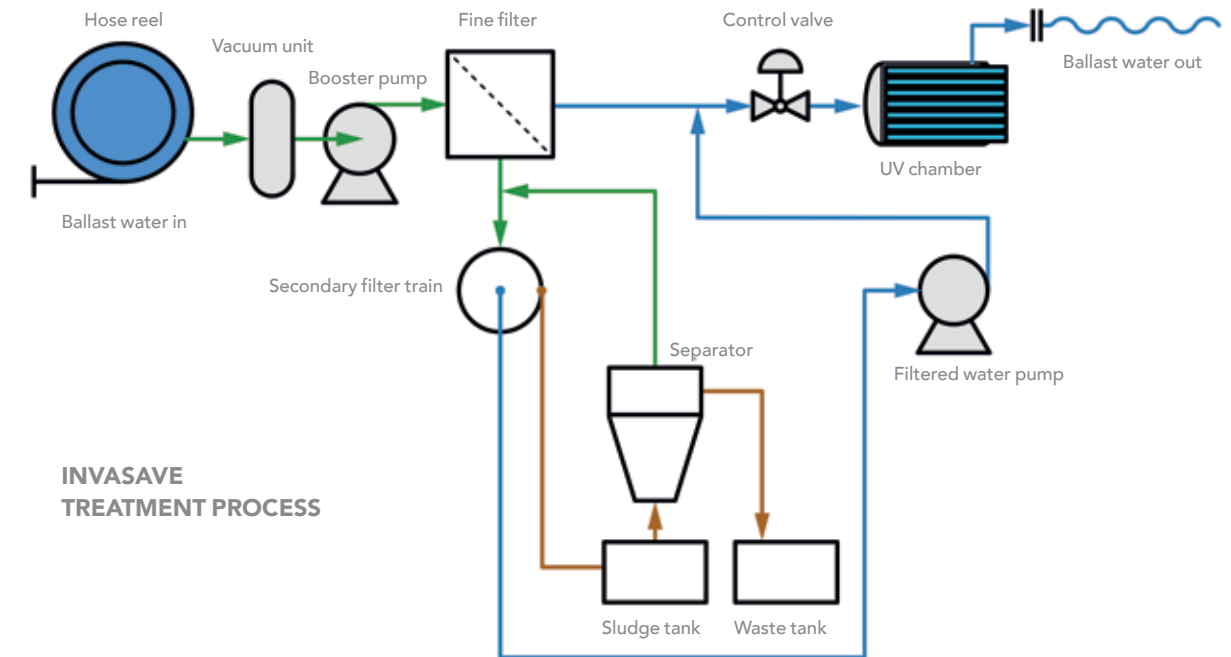 Hose reel
Fine filter
Control valve
Vacuum unit
Booster pump
Ballast water out
UV chamber
Ballast water in
Secondary filter train
Separator
Filtered water pump
INVASAVE
TREATMENT PROCESS
Sludge tank
Waste tank